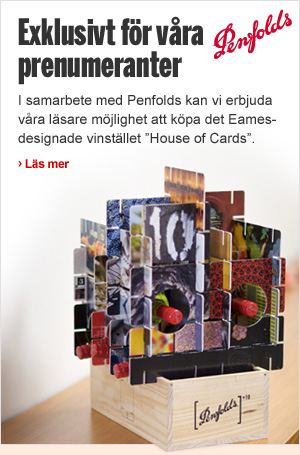 Exklusivt för våra
prenumeranter
Penfolds
I samarbete med Penfolds kan vi erbjuda
våra läsare möjlighet att köpa det Eames-
designade vinstället ”House of Cards”.
› Läs mer
10
[Penfolds]